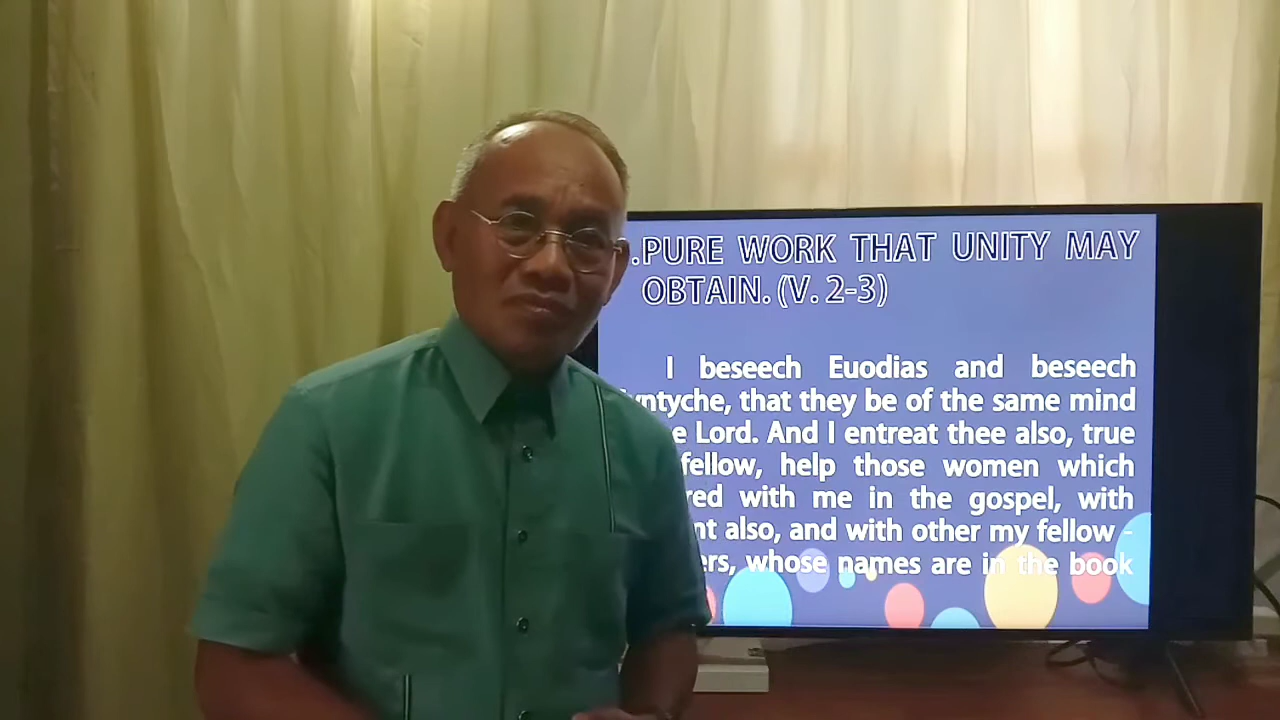 .PURE WORK THAT UNITY MAY
OBTAIN. (V. 2-3)
I beseech Euodias and beseech
yntyche, that they be of the same mind
e Lord. And I entreat thee also, true
fellow, help those women which
red with me in the gospel, with
nt also, and with other my fellow -
ers, whose names are in the book